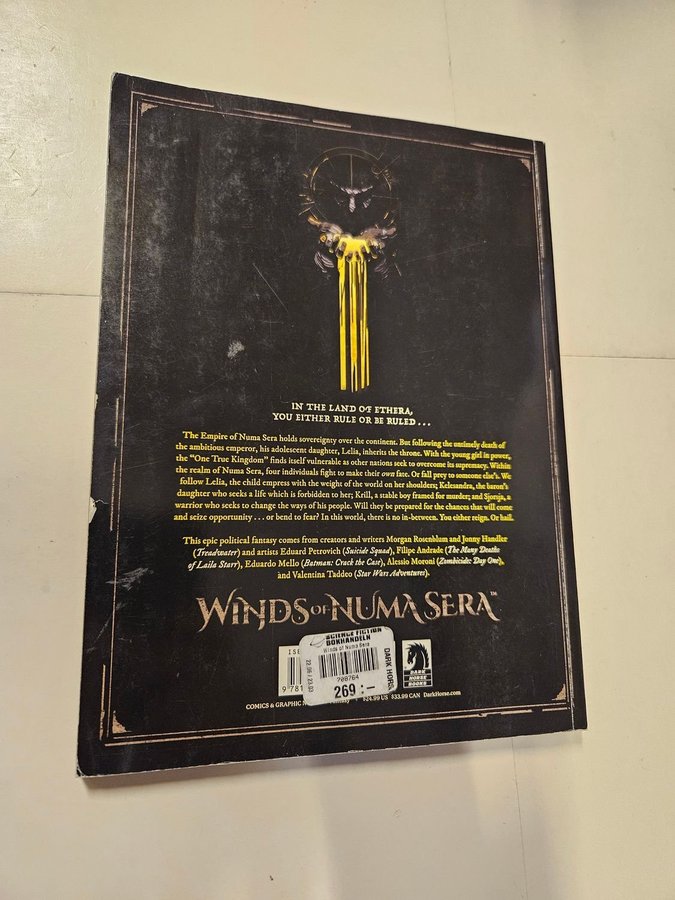 IN THE LAND OF ETHERA,
YOU EITHER RULE OR BE RULED . . .
The Empire of Numa Sera holds sovereignty over the continent. But following the untimely death of
the ambitious emperor, his adolescent daughter, Lelia, inherits the throne. With the young girl in power,
the “One True Kingdom” finds itself vulnerable as other nations seek to overcome its supremacy. Within
the realm of Numa Sera, four individuals fight to make their own fate. Or fall prey to someone else's. We
follow Lelia, the child empress with the weight of the world on her shoulders; Kelesandra, the baron's
daughter who seeks a life which is forbidden to her; Krill, a stable boy framed for murder; and Sjorsja, a
warrior who seeks to change the ways of his people. Will they be prepared for the chances that will come
and seize opportunity . . . or bend to fear? In this world, there is no in-between. You either reign. Or hail.
This epic political fantasy comes from creators and writers Morgan Rosenblum and Jonny Handler
(Treadwater) and artists Eduard Petrovich (Suicide Squad), Filipe Andrade (The Many Deaths
of Laila Starr), Eduardo Mello (Batman: Crack the Case), Alessio Moroni (Zombicide: Day One),
and Valentina Taddeo (Star Wars Adventures).
WINDS OF NUMA SERA™
SCIENCE FICTION
BOKHANDELN
Winds of Numa Sera
DARK HORS
22.06 / 23.03
708764
269:-
ISB
9781
DARK
HORSE
BOOKS
COMICS & GRAPHIC N
$24.99 US $33.99 CAN DarkHorse.com